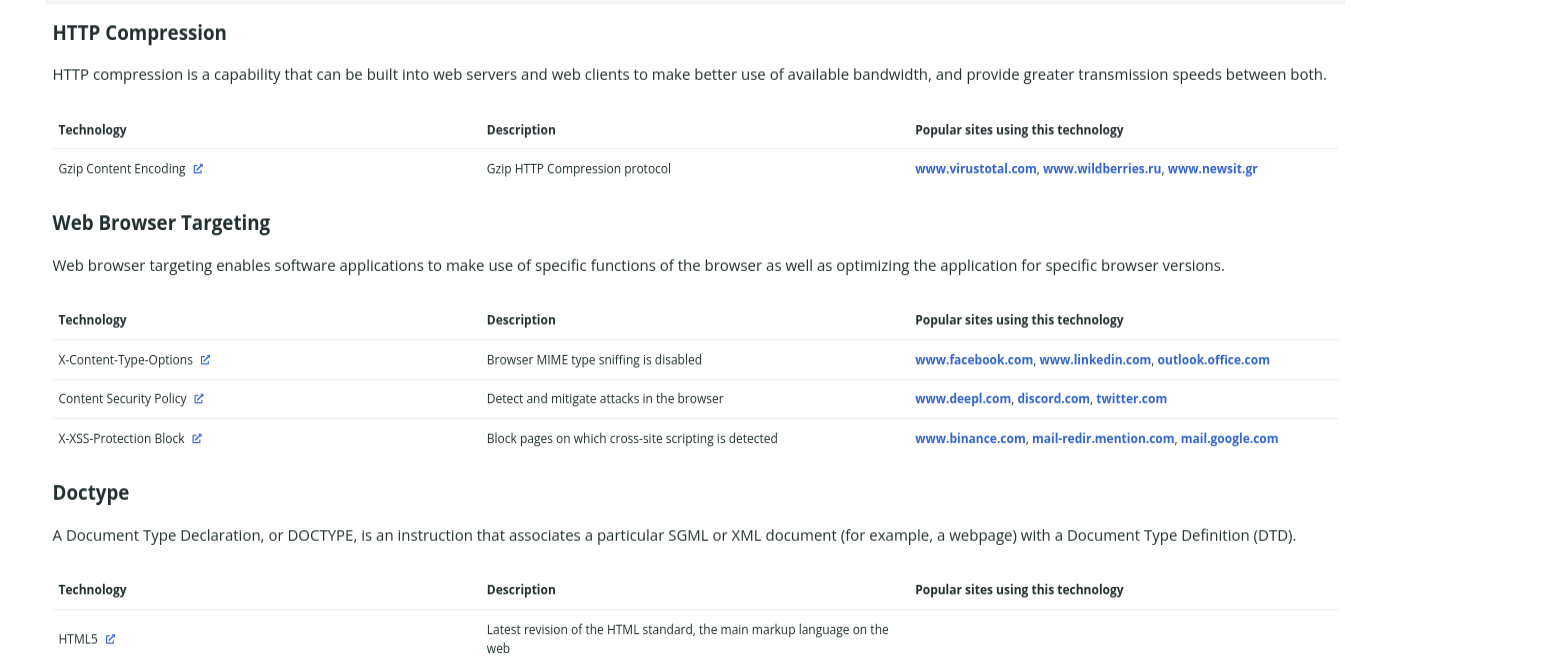 HTTP Compression
HTTP compression is a capability that can be built into web servers and web clients to make better use of available bandwidth, and provide greater transmission speeds between both.
Technology Description Popular sites using this technology
Gzip Content Encoding Gzip HTTP Compression protocol www.virustotal.com, www.wildberries.ru, www.newsit.gr
Web Browser Targeting
Web browser targeting enables software applications to make use of specific functions of the browser as well as optimizing the application for specific browser versions.
Technology Description Popular sites using this technology
X-Content-Type-Options Browser MIME type sniffing is disabled www.facebook.com, www.linkedin.com, outlook.office.com
Content Security Policy Detect and mitigate attacks in the browser www.deepl.com, discord.com, twitter.com
X-XSS-Protection Block Block pages on which cross-site scripting is detected www.binance.com, mail-redir.mention.com, mail.google.com
Doctype
A Document Type Declaration, or DOCTYPE, is an instruction that associates a particular SGML or XML document (for example, a webpage) with a Document Type Definition (DTD).
Technology Description Popular sites using this technology
HTML5 Latest revision of the HTML standard, the main markup language on the
web